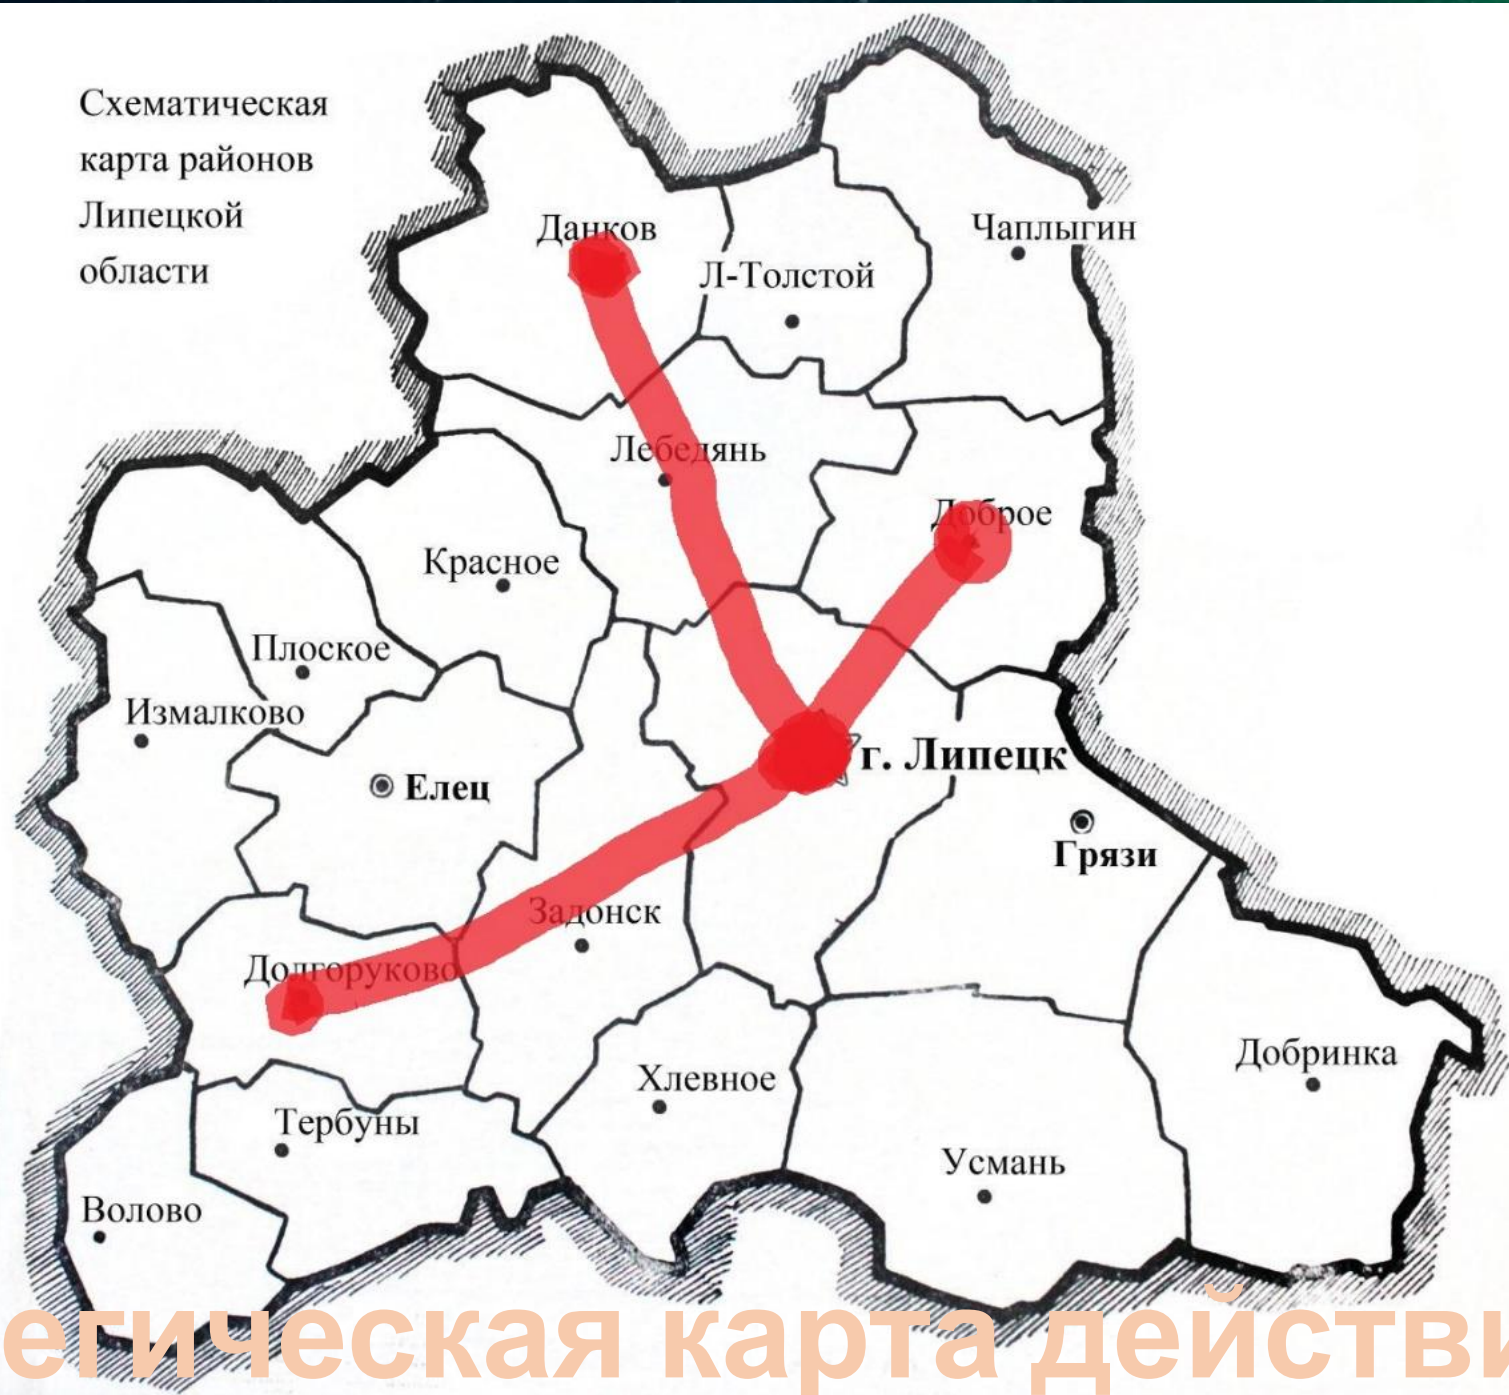 Схематическая
карта районов
Липецкой
области
Данков
Чаплыгин
Л-Толстой
Лебедянь
Доброе
Красное
Плоское
Измалково
г. Липецк
Елец
Грязи
Задонск
Долгоруково
Добринка
Хлевное
Тербуны
Усмань
Волово
егическая карта действи